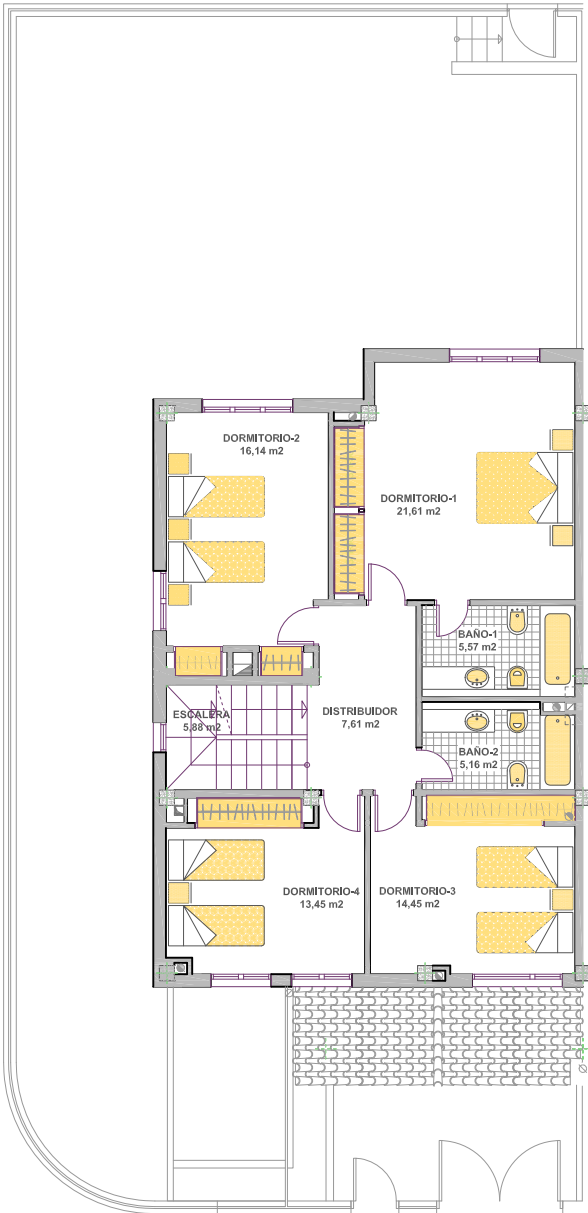 DORMITORIO-2
16,14 m2
DORMITORIO-1
21,61 m2
BAÑO-1
5,57 m2
ESCALERA
5,88 m2
DISTRIBUIDOR
7,61 m2
BAÑO-2
5,16 m2
DORMITORIO-4
13,45 m2
DORMITORIO-3
14,45 m2